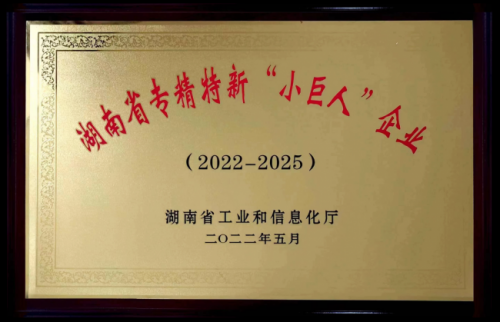 湖南省专精特新“小巨人”企业
（2022-2025）
湖南省工业和信息化厅
二〇二二年五月